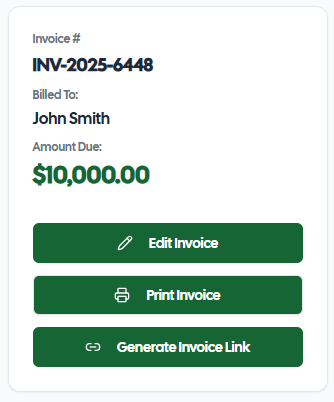 Invoice #
INV-2025-6448
Billed To:
John Smith
Amount Due:
$10,000.00
Edit Invoice
Print Invoice
Generate Invoice Link